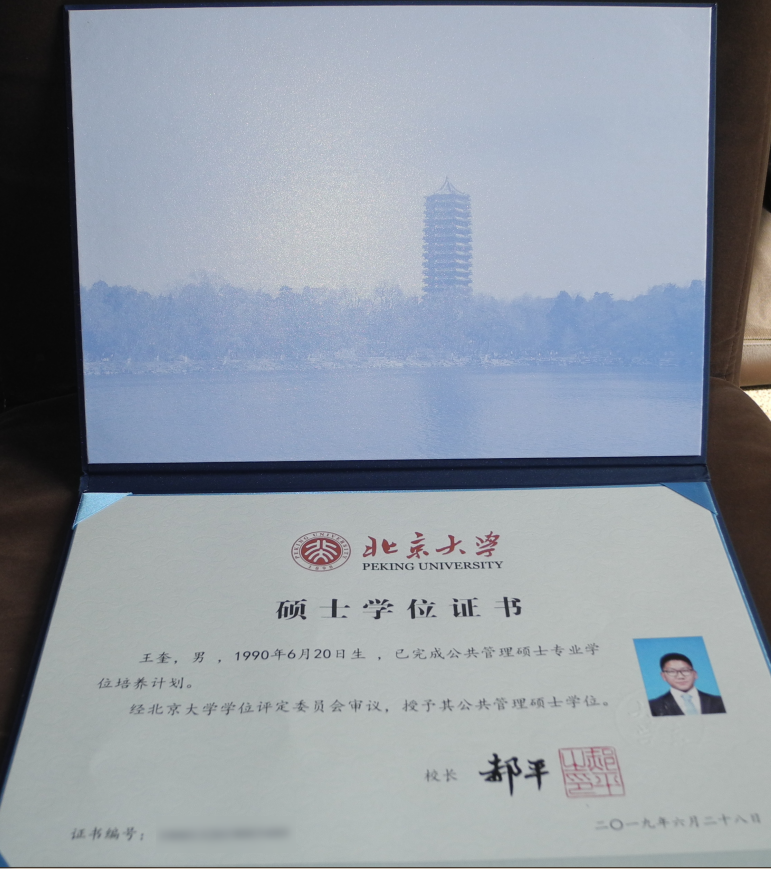 北京大学
PEKING UNIVERSITY
硕士学位证书
王奎，男，1990年6月20日生，已完成公共管理硕士专业学
位培养计划。
经北京大学学位评定委员会审议，授予其公共管理硕士学位。
校长 郝平
郝平之印
证书编号：
二〇一九年六月二十八日